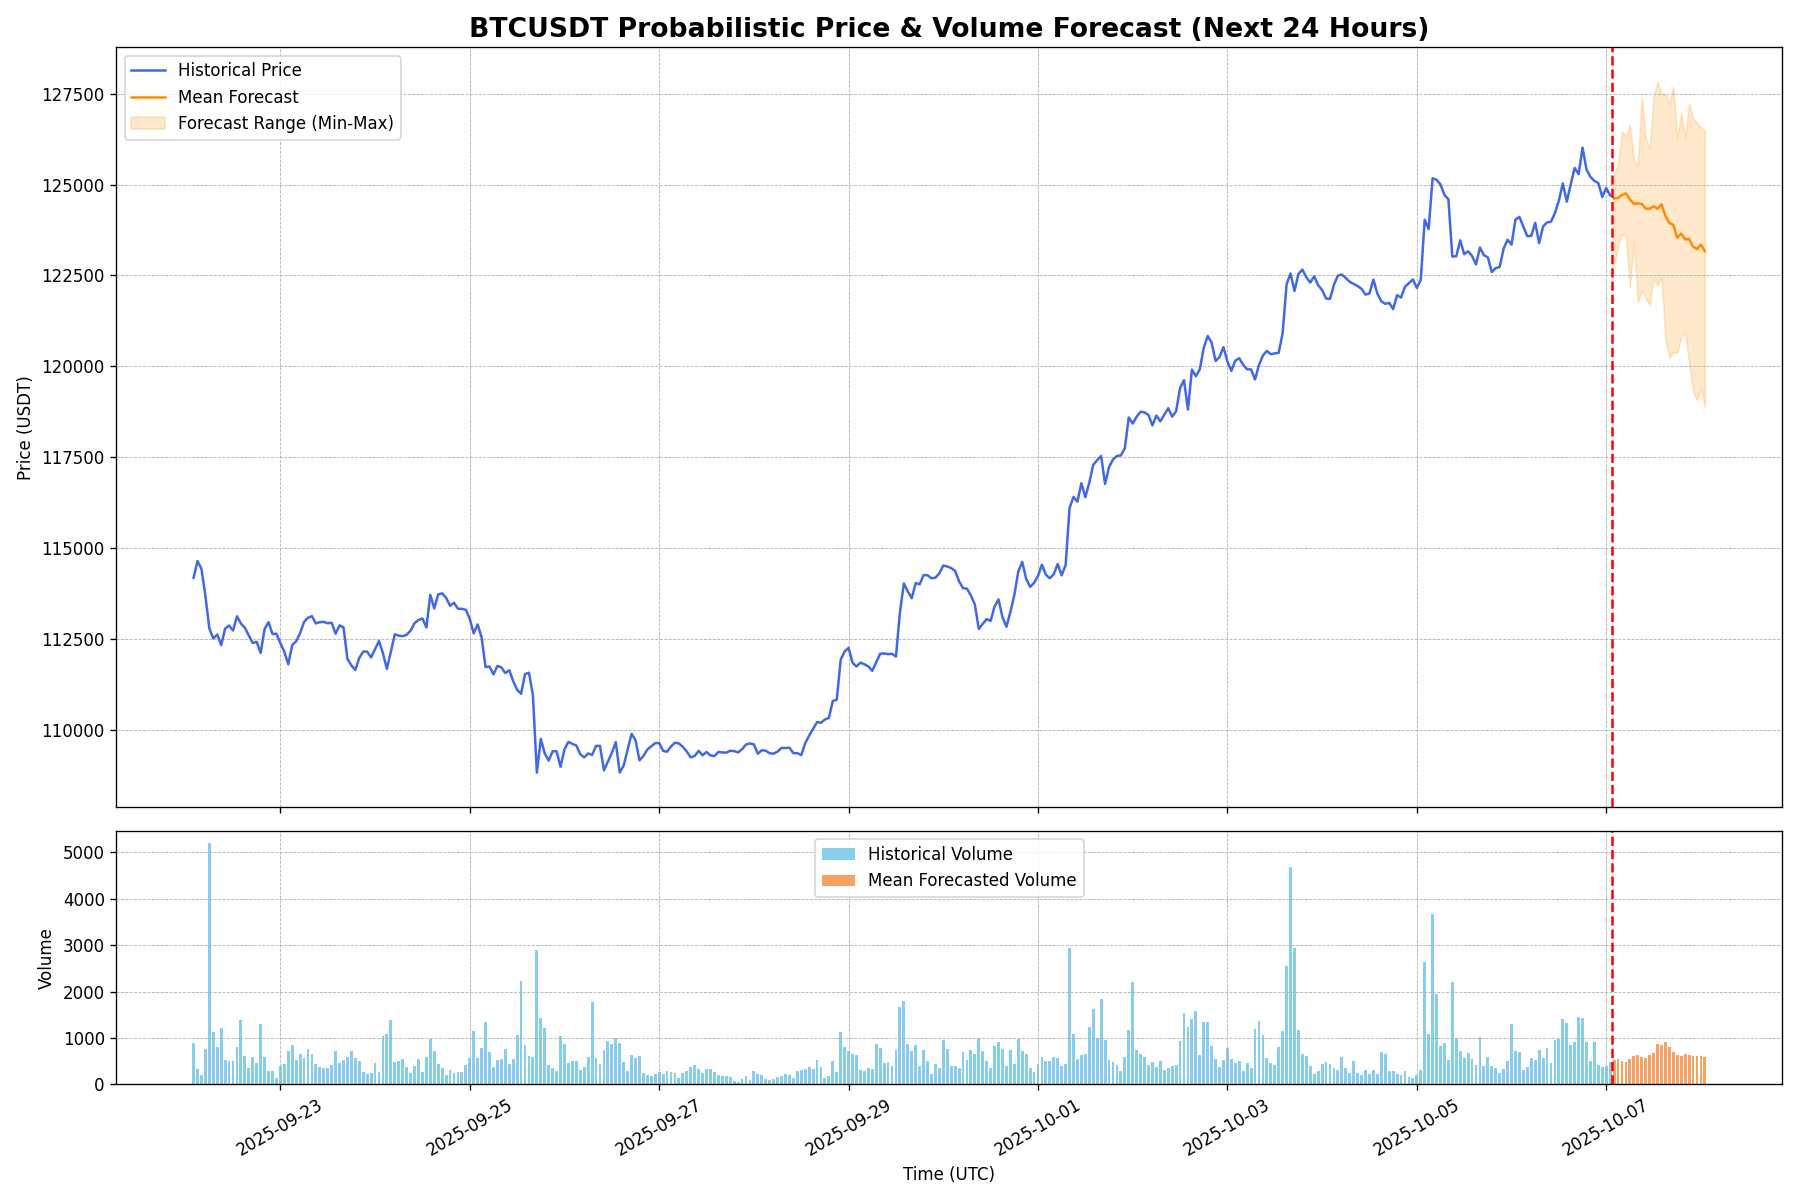 BTCUSDT Probabilistic Price & Volume Forecast (Next 24 Hours)
Historical Price
Mean Forecast
Forecast Range (Min-Max)
127500
125000
122500
120000
117500
115000
112500
110000
Price (USDT)
Historical Volume
Mean Forecasted Volume
5000
4000
3000
2000
1000
0
Volume
2025-09-23
2025-09-25
2025-09-27
2025-09-29
2025-10-01
2025-10-03
2025-10-05
2025-10-07
Time (UTC)